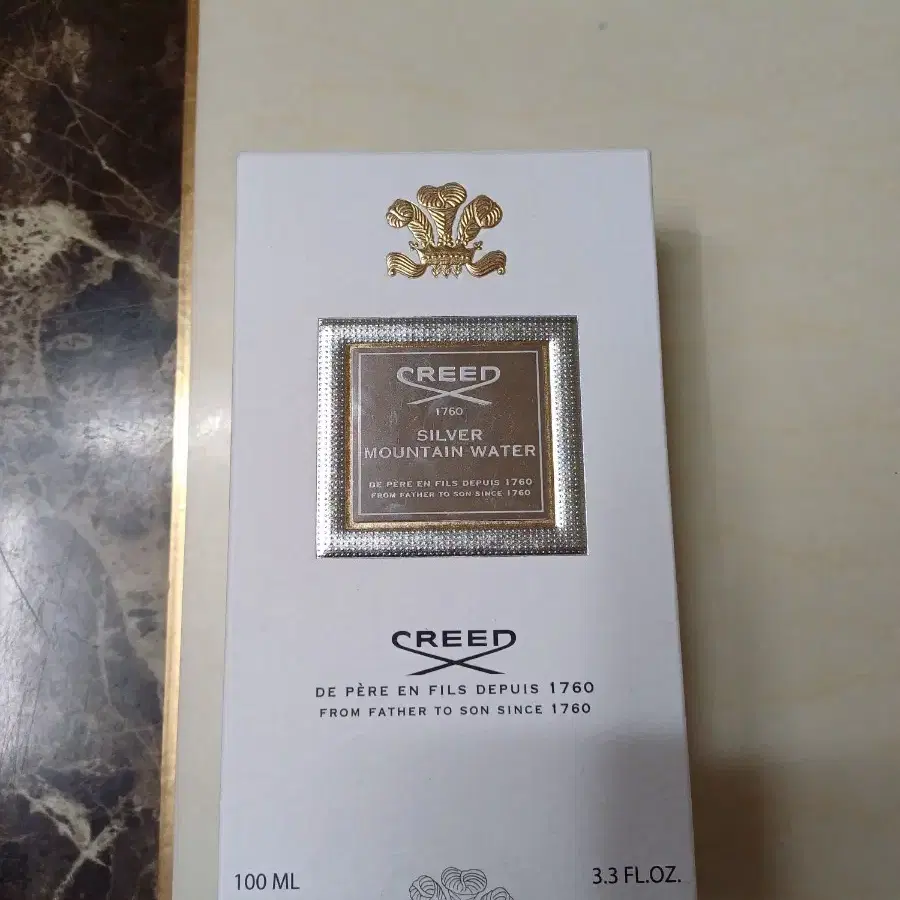 CREED
1760
SILVER
MOUNTAIN WATER
DE PÈRE EN FILS DEPUIS 1760
FROM FATHER TO SON SINCE 1760
CREED
DE PÈRE EN FILS DEPUIS 1760
FROM FATHER TO SON SINCE 1760
100 ML
3.3 FL.OZ.